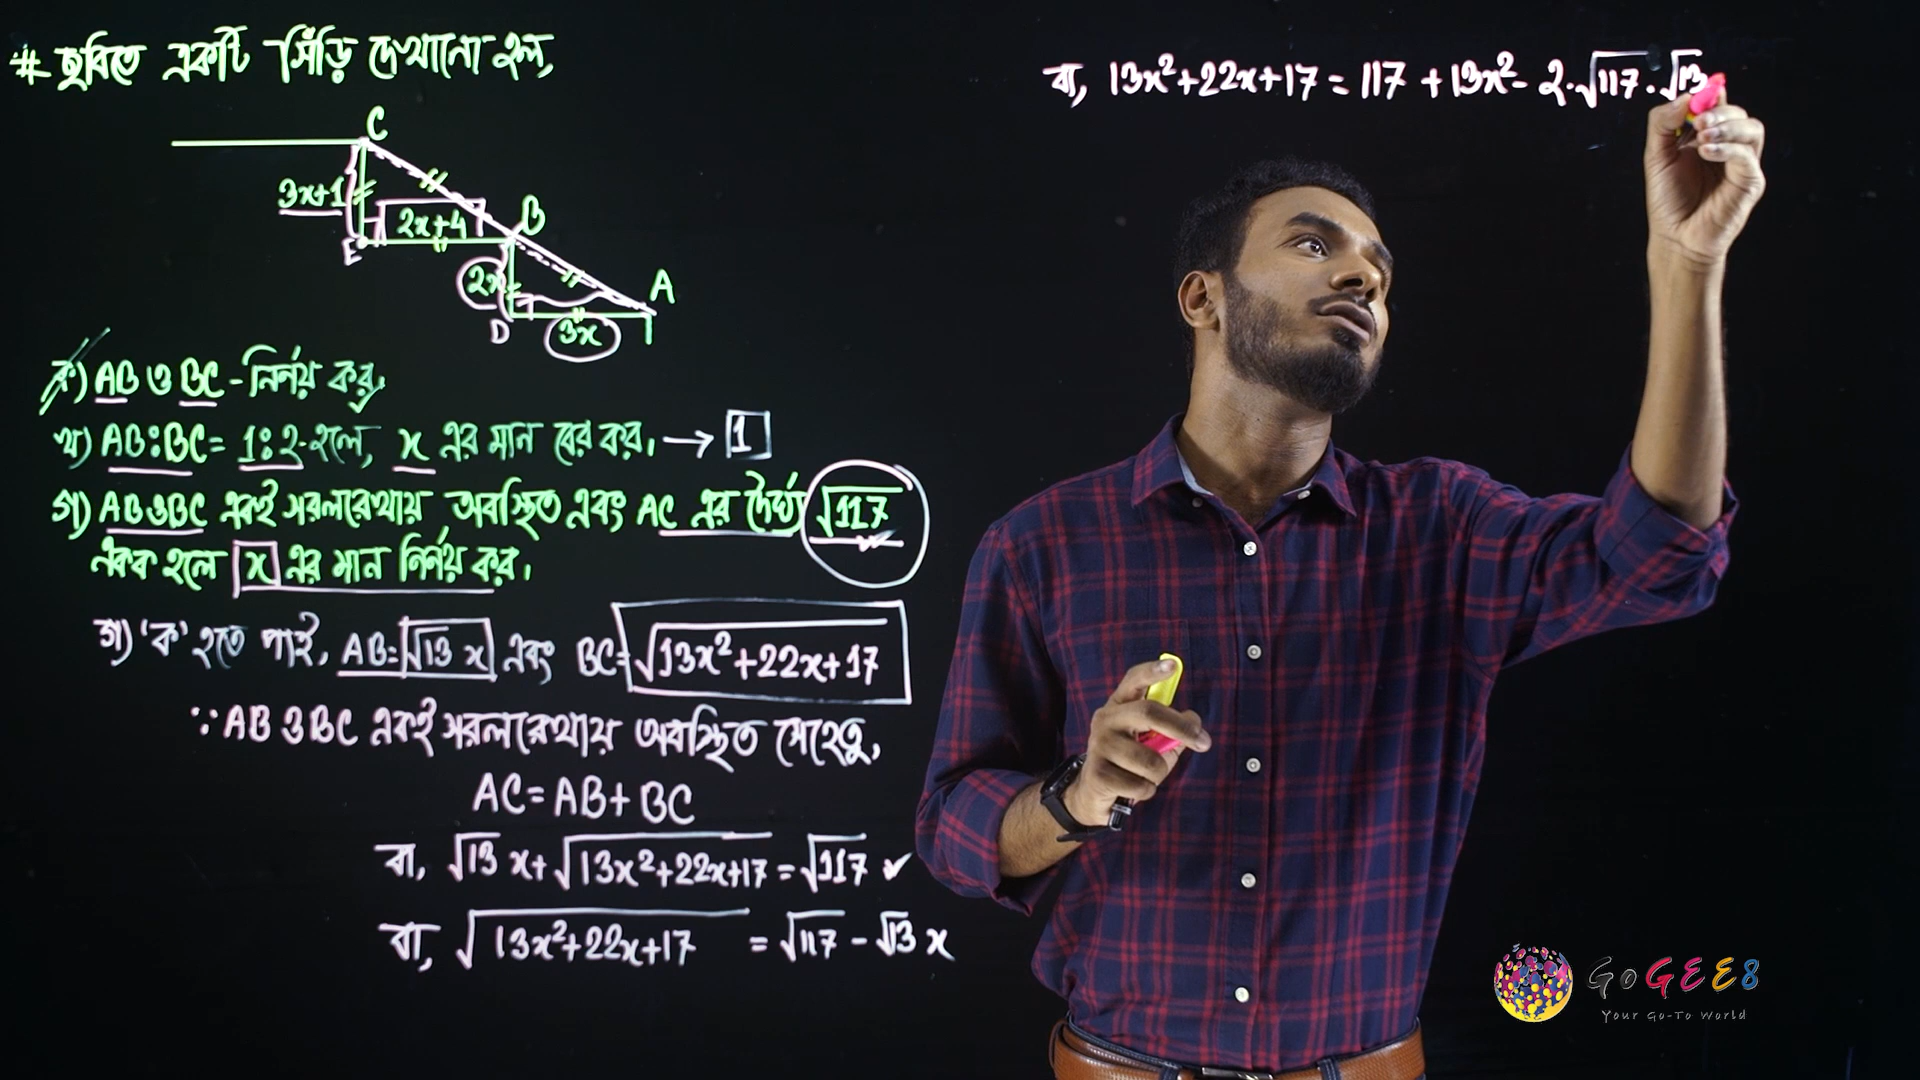 # ছবিতে একটি সিঁড়ি দেখানো হল,
C
3x+1
2x+4
B
E
2x
A
D
3x
ক) AB ও BC - নির্ণয় কর,
খ) AB:BC = 1:2 হলে, x এর মান বের কর। → 1
গ) AB ও BC একই সরলরেখায় অবস্থিত এবং AC এর দৈর্ঘ্য √117
একক হলে x এর মান নির্ণয় কর।
গ) 'ক' হতে পাই, AB = √13 x এবং BC = √13x²+22x+17
∵ AB ও BC একই সরলরেখায় অবস্থিত সেহেতু,
AC = AB + BC
বা, √13 x + √13x²+22x+17 = √117 ✓
বা, √13x²+22x+17 = √117 - √13 x
বা, 13x²+22x+17 = 117 + 13x² - 2.√117.√13
GoGEE8
Your Go-To World